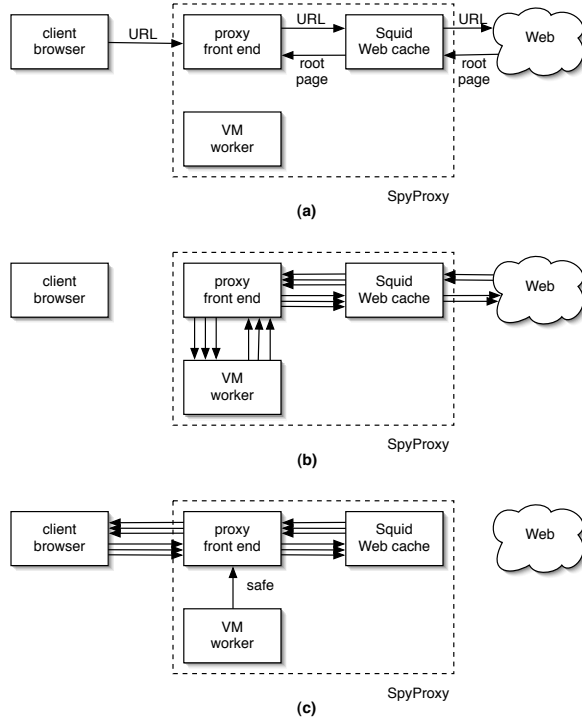 client
browser
URL
proxy
front end
URL
Squid
Web cache
URL
Web
root
page
root
page
VM
worker
SpyProxy
(a)
client
browser
proxy
front end
Squid
Web cache
Web
VM
worker
SpyProxy
(b)
client
browser
proxy
front end
Squid
Web cache
Web
safe
VM
worker
SpyProxy
(c)